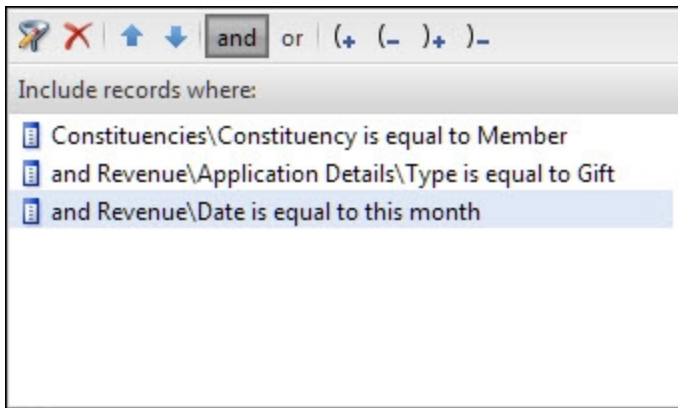 and or (+ (- )+ )-
Include records where:
Constituencies\Constituency is equal to Member
and Revenue\Application Details\Type is equal to Gift
and Revenue\Date is equal to this month